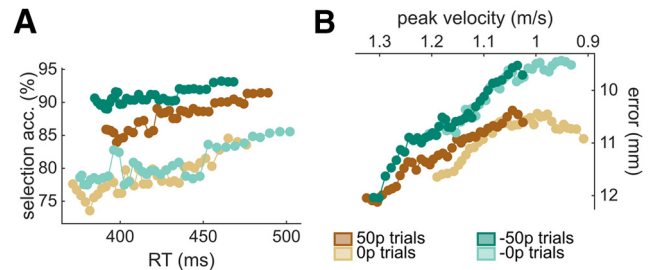 A
selection acc. (%)
95
90
85
80
75
400 450 500
RT (ms)
B
peak velocity (m/s)
1.3 1.2 1.1 1 0.9
10
11
12
error (mm)
50p trials -50p trials
0p trials -0p trials